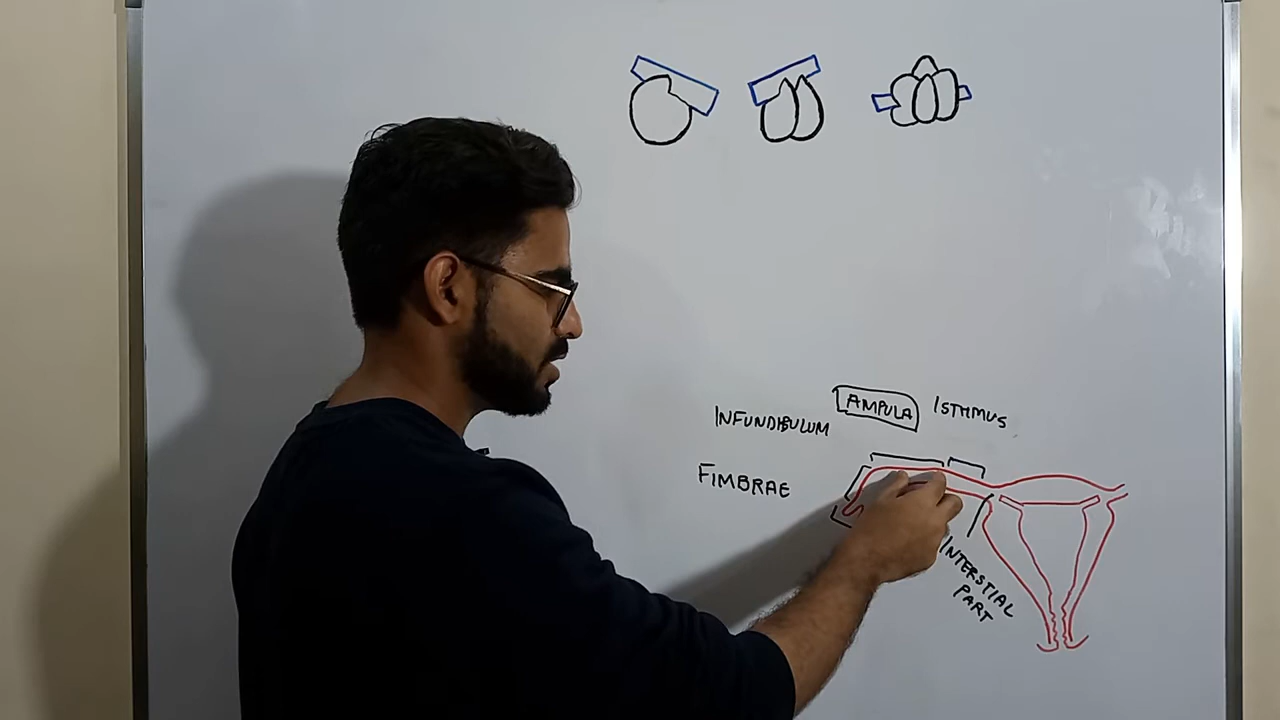 AMPULA
ISTHMUS
INFUNDIBULUM
FIMBRAE
INTERSTIAL
PART